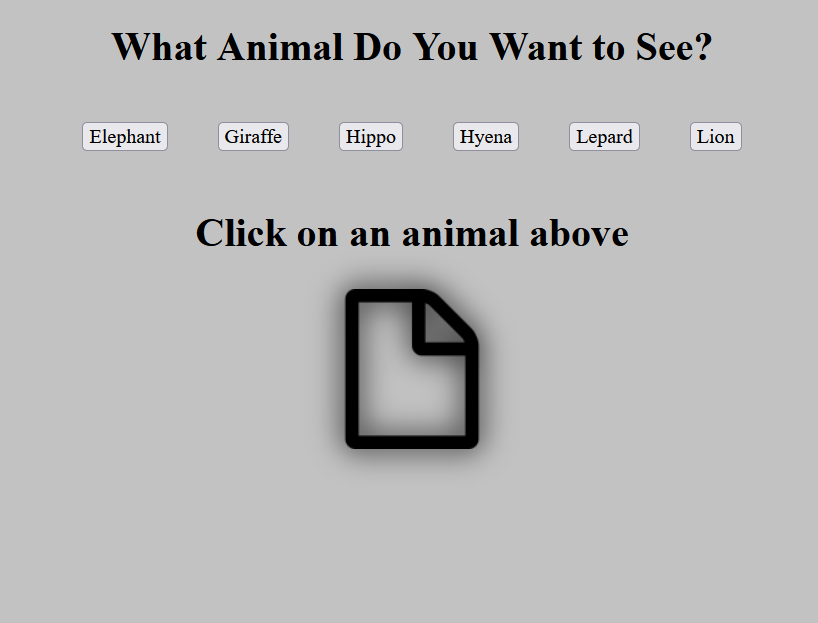 What Animal Do You Want to See?
Elephant Giraffe Hippo Hyena Lepard Lion
Click on an animal above